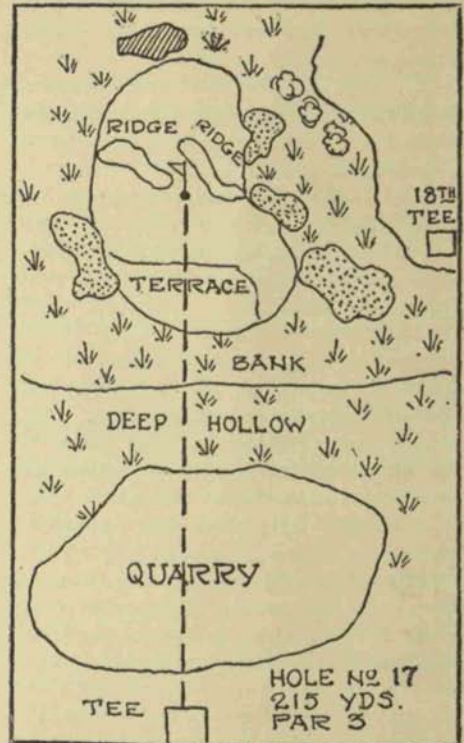 RIDGE RIDGE
18TH
TEE
TERRACE
BANK
DEEP HOLLOW
QUARRY
HOLE No 17
215 YDS.
PAR 3
TEE